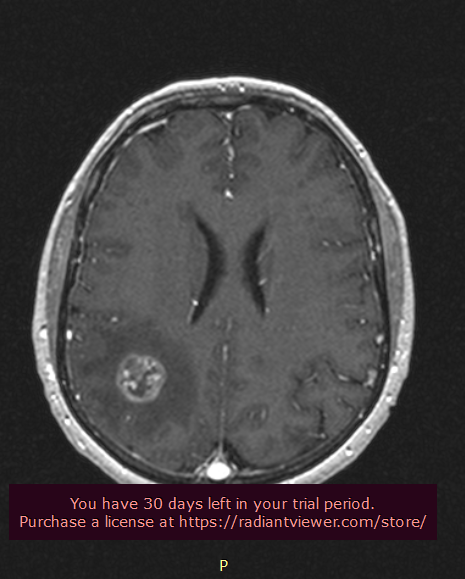 You have 30 days left in your trial period.
Purchase a license at https://radiantviewer.com/store/
P